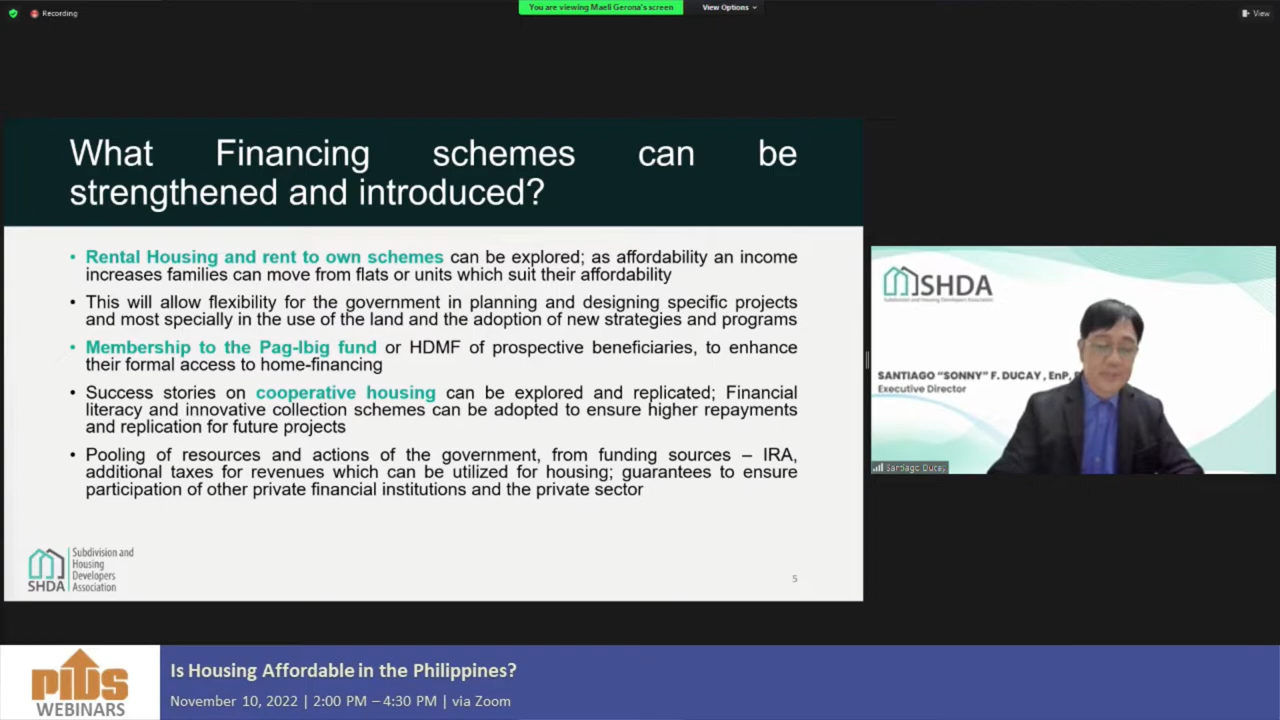 Recording
You are viewing Maeli Gerona's screen
View Options
View
What Financing schemes can be
strengthened and introduced?
• Rental Housing and rent to own schemes can be explored; as affordability an income
increases families can move from flats or units which suit their affordability
• This will allow flexibility for the government in planning and designing specific projects
and most specially in the use of the land and the adoption of new strategies and programs
• Membership to the Pag-Ibig fund or HDMF of prospective beneficiaries, to enhance
their formal access to home-financing
• Success stories on cooperative housing can be explored and replicated; Financial
literacy and innovative collection schemes can be adopted to ensure higher repayments
and replication for future projects
• Pooling of resources and actions of the government, from funding sources – IRA,
additional taxes for revenues which can be utilized for housing; guarantees to ensure
participation of other private financial institutions and the private sector
SHDA
Subdivision and
Housing
Developers
Association
5
SHDA
Subdivision and Housing Developers Association
SANTIAGO "SONNY" F. DUCAY, EnP,
Executive Director
Santiago Ducay
PIDS
WEBINARS
Is Housing Affordable in the Philippines?
November 10, 2022 | 2:00 PM – 4:30 PM | via Zoom